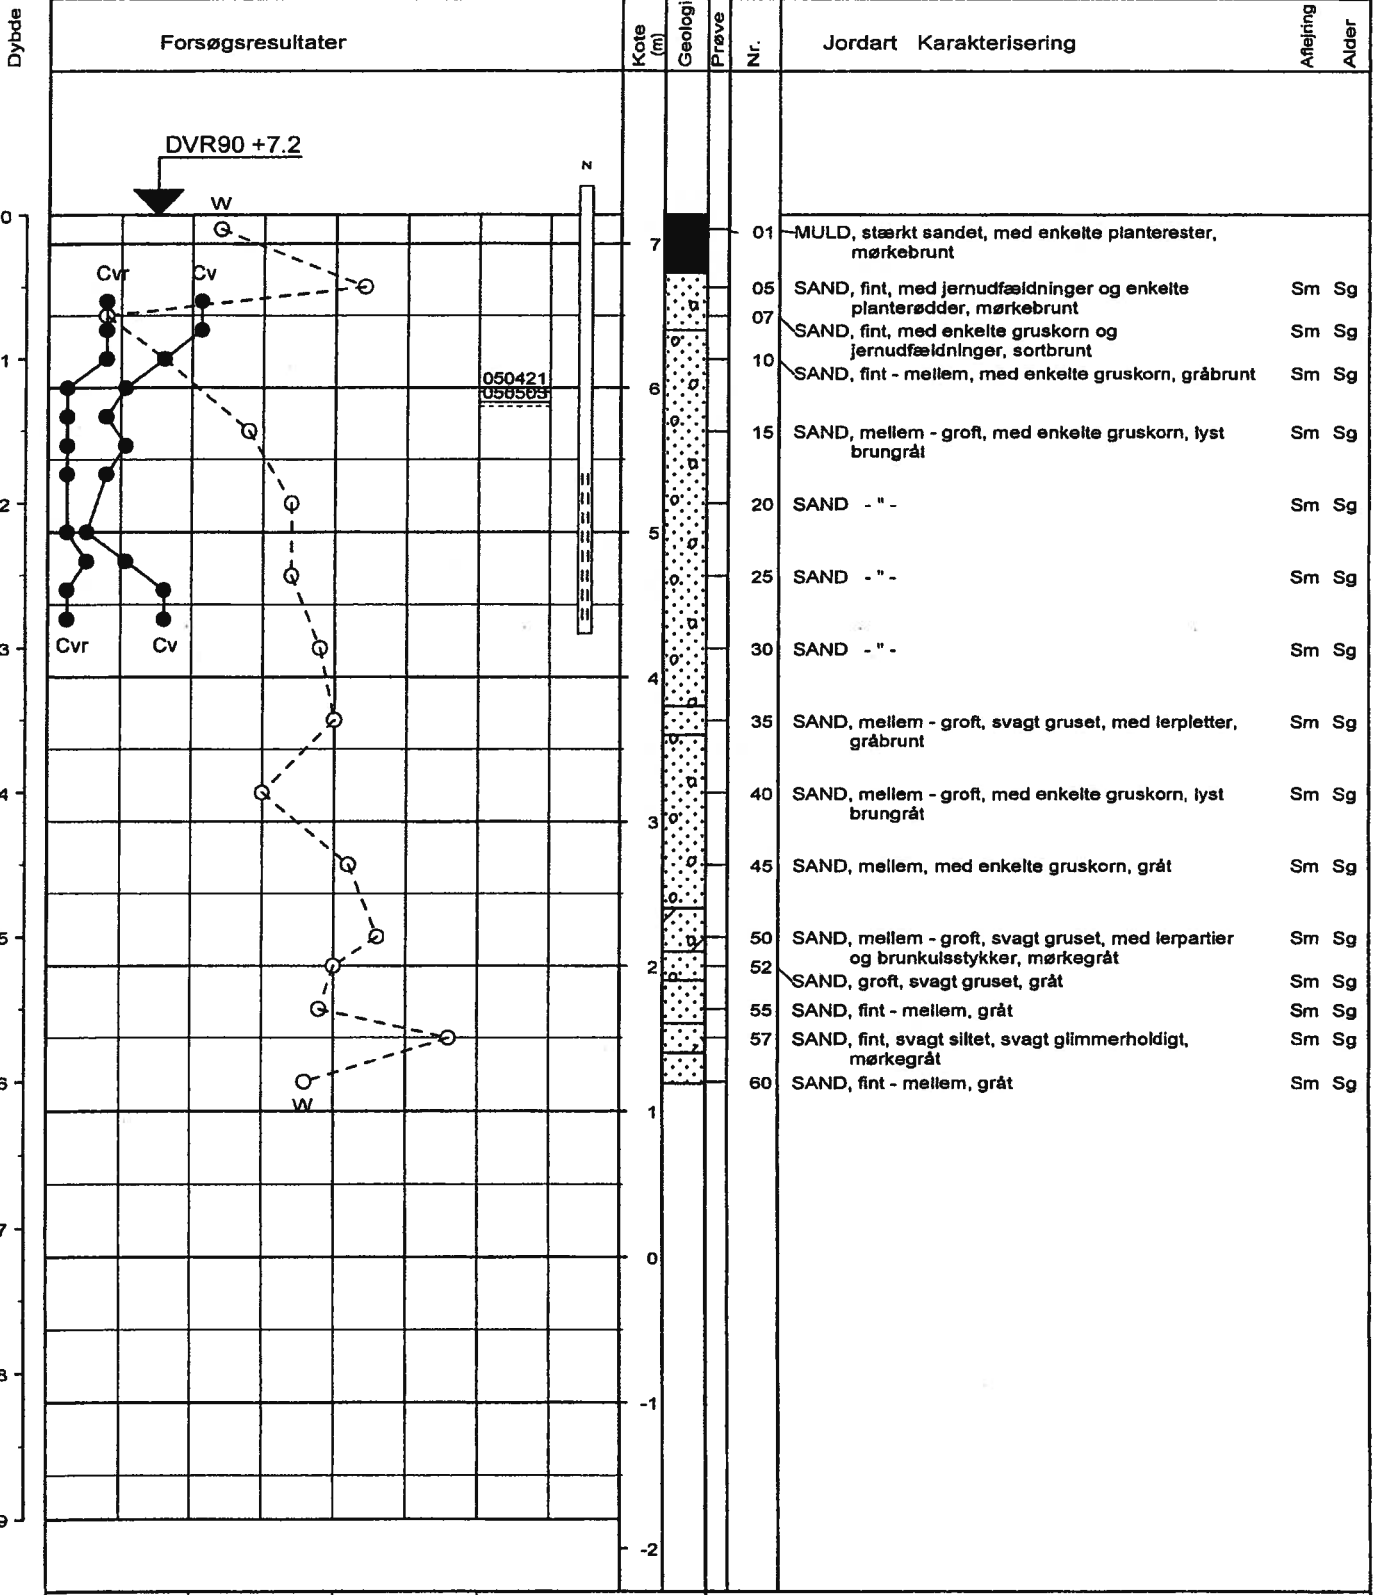 Dybde
Forsøgsresultater
Kote
(m)
Geologi
Prøve
Nr.
Jordart Karakterisering
Aflejring
Alder
DVR90 +7.2
N
W
0
Cvr
Cv
7
1
050421
050503
6
2
5
Cvr
Cv
3
4
4
3
5
2
6
W
1
7
0
8
-1
9
-2
01 MULD, stærkt sandet, med enkelte planterester,
mørkebrunt
05 SAND, fint, med jernudfældninger og enkelte Sm Sg
planterødder, mørkebrunt
07 SAND, fint, med enkelte gruskorn og Sm Sg
jernudfældninger, sortbrunt
10 SAND, fint - mellem, med enkelte gruskorn, gråbrunt Sm Sg
15 SAND, mellem - groft, med enkelte gruskorn, lyst Sm Sg
brungråt
20 SAND - " - Sm Sg
25 SAND - " - Sm Sg
30 SAND - " - Sm Sg
35 SAND, mellem - groft, svagt gruset, med lerpletter, Sm Sg
gråbrunt
40 SAND, mellem - groft, med enkelte gruskorn, lyst Sm Sg
brungråt
45 SAND, mellem, med enkelte gruskorn, gråt Sm Sg
50 SAND, mellem - groft, svagt gruset, med lerpartier Sm Sg
og brunkulsstykker, mørkegråt
52 SAND, groft, svagt gruset, gråt Sm Sg
55 SAND, fint - mellem, gråt Sm Sg
57 SAND, fint, svagt siltet, svagt glimmerholdigt, Sm Sg
mørkegråt
60 SAND, fint - mellem, gråt Sm Sg